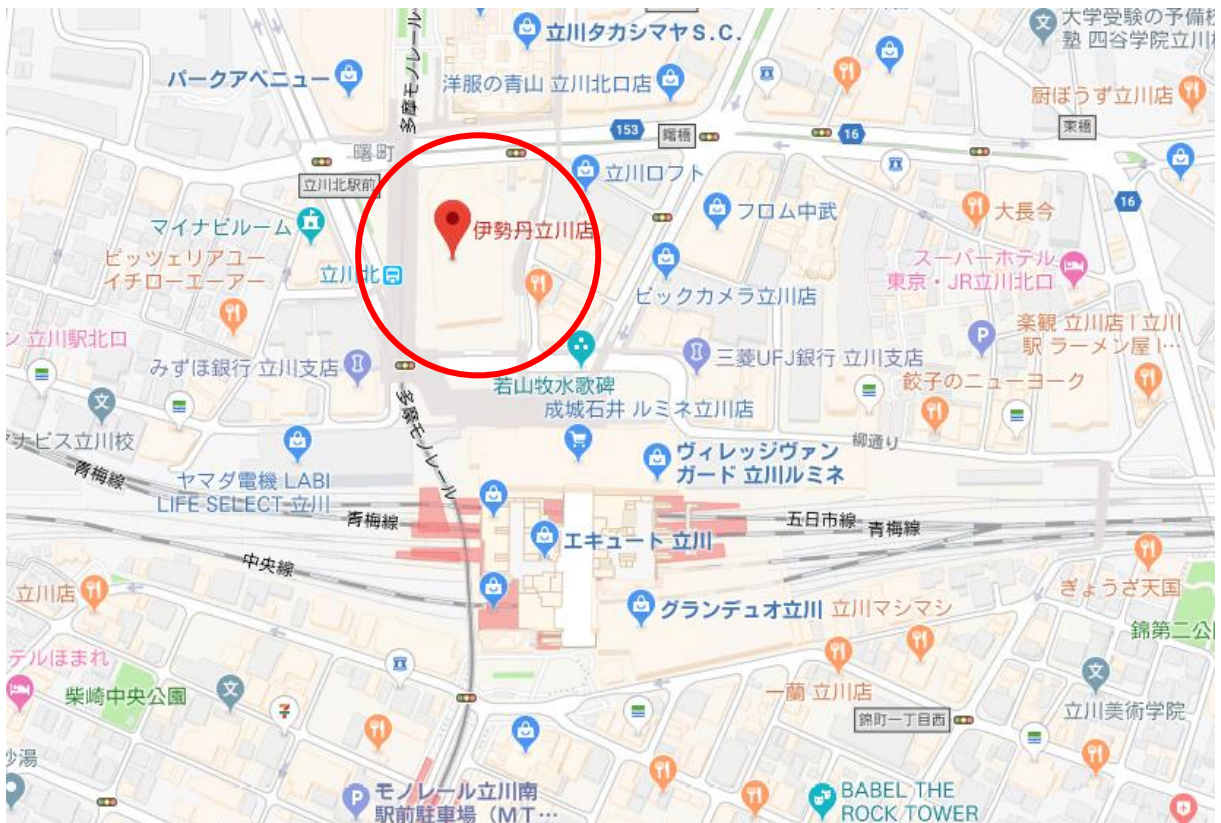 立川タカシマヤS.C.
大学受験の予備校
塾 四谷学院立川
パークアベニュー
洋服の青山 立川北口店
多摩モノレール
厨ぼうず立川店
153
曙橋
16
東橋
曙町
立川北駅前
立川ロフト
16
マイナビルーム
伊勢丹立川店
フロム中武
大長今
ピッツェリアユー
イチローエーアー
立川北
ビックカメラ立川店
スーパーホテル
東京・JR立川北口
ン 立川駅北口
みずほ銀行 立川支店
三菱UFJ銀行 立川支店
楽観 立川店 | 立川
駅 ラーメン屋 |…
若山牧水歌碑
餃子のニューヨーク
成城石井 ルミネ立川店
ナビス立川校
多摩モノレール
柳通り
青梅線
ヤマダ電機 LABI
LIFE SELECT 立川
ヴィレッジヴァン
ガード 立川ルミネ
青梅線
五日市線
青梅線
エキュート 立川
中央線
立川店
グランデュオ立川
立川マシマシ
ぎょうざ天国
錦第二公
テルほまれ
柴崎中央公園
一蘭 立川店
錦町一丁目西
立川美術学院
湯
モノレール立川南
駅前駐車場（MT…
BABEL THE
ROCK TOWER